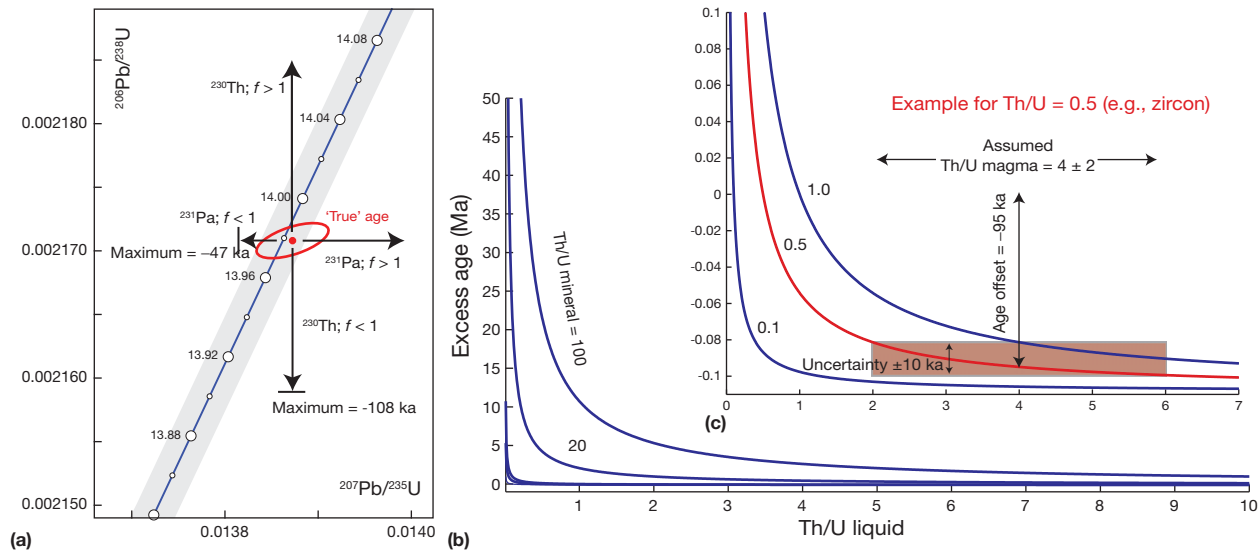 (a)
²⁰⁶Pb/²³⁸U
0.002180
0.002170
0.002160
0.002150
0.0138
0.0140
²⁰⁷Pb/²³⁵U
14.08
14.04
14.00
13.96
13.92
13.88
²³⁰Th; f > 1
²³¹Pa; f < 1
Maximum = –47 ka
'True' age
²³¹Pa; f > 1
²³⁰Th; f < 1
Maximum = -108 ka
(b)
Excess age (Ma)
50
45
40
35
30
25
20
15
10
5
0
Th/U mineral = 100
20
1 2 3 4 5 6 7 8 9 10
Th/U liquid
(c)
0.1
0.08
0.06
0.04
0.02
0
-0.02
-0.04
-0.06
-0.08
-0.1
0 1 2 3 4 5 6 7
Example for Th/U = 0.5 (e.g., zircon)
Assumed
Th/U magma = 4 ± 2
1.0
0.5
0.1
Age offset = –95 ka
Uncertainty ±10 ka